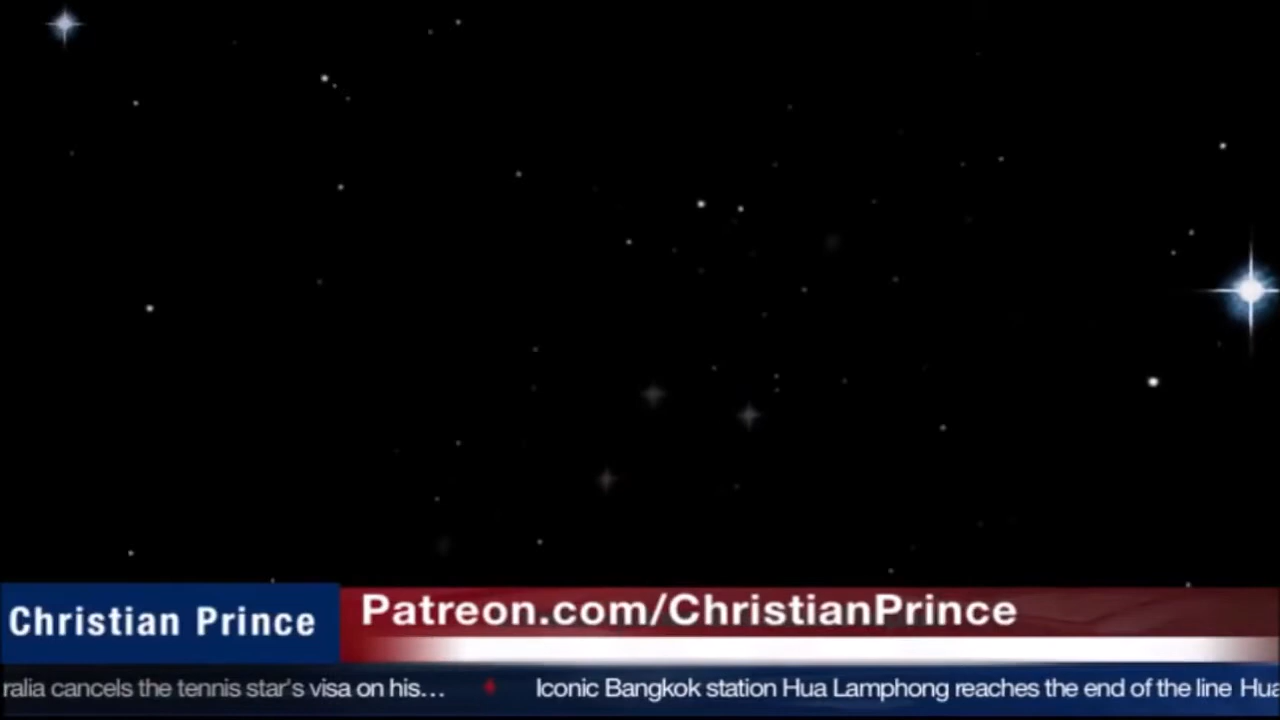 Christian Prince
Patreon.com/ChristianPrince
ralia cancels the tennis star's visa on his... Iconic Bangkok station Hua Lamphong reaches the end of the line Hua